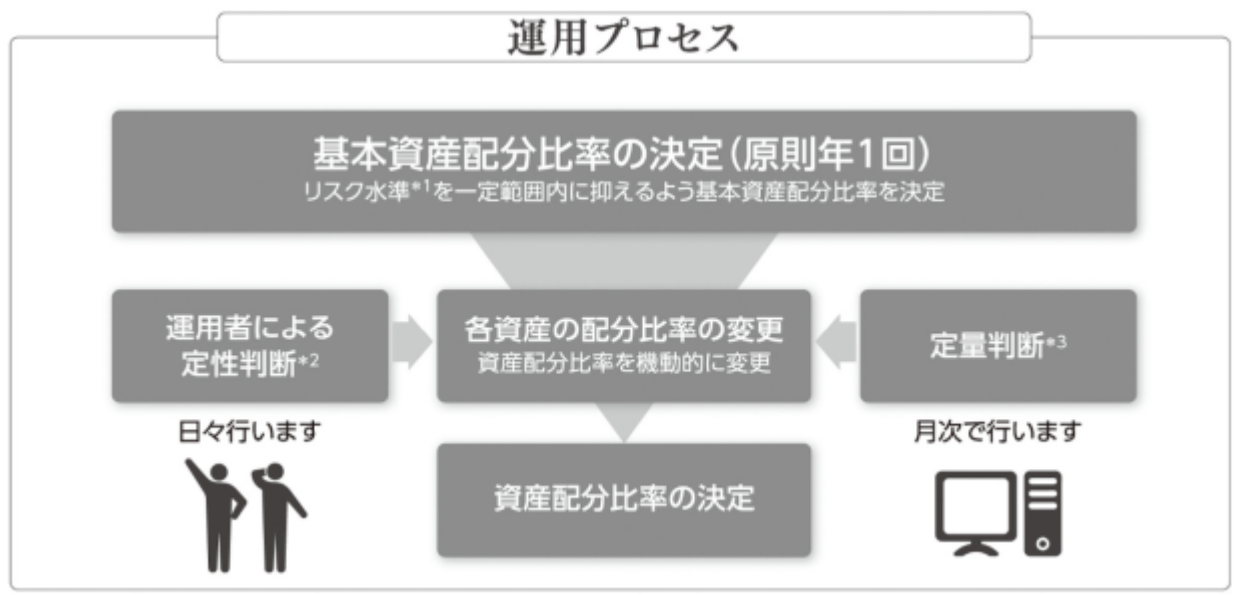 運用プロセス
基本資産配分比率の決定(原則年1回)
リスク水準*1を一定範囲内に抑えるよう基本資産配分比率を決定
運用者による
定性判断*2
各資産の配分比率の変更
資産配分比率を機動的に変更
定量判断*3
日々行います
月次で行います
資産配分比率の決定